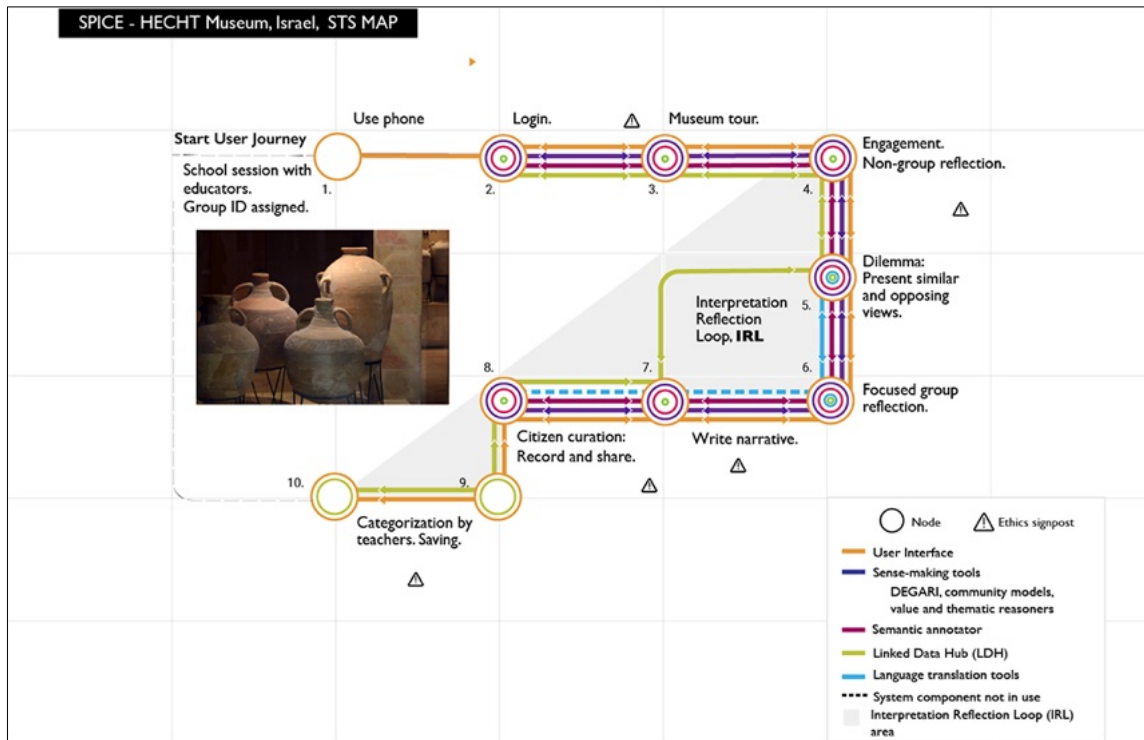 SPICE - HECHT Museum, Israel, STS MAP
Use phone
Login.
Museum tour.
Start User Journey
School session with
educators.
Group ID assigned.
1.
2.
3.
4.
Engagement.
Non-group reflection.
Dilemma:
Present similar
and opposing
views.
5.
Interpretation
Reflection
Loop, IRL
6.
7.
8.
Focused group
reflection.
Citizen curation:
Record and share.
Write narrative.
10.
9.
Categorization by
teachers. Saving.
Node
Ethics signpost
User Interface
Sense-making tools
DEGARI, community models,
value and thematic reasoners
Semantic annotator
Linked Data Hub (LDH)
Language translation tools
System component not in use
Interpretation Reflection Loop (IRL)
area